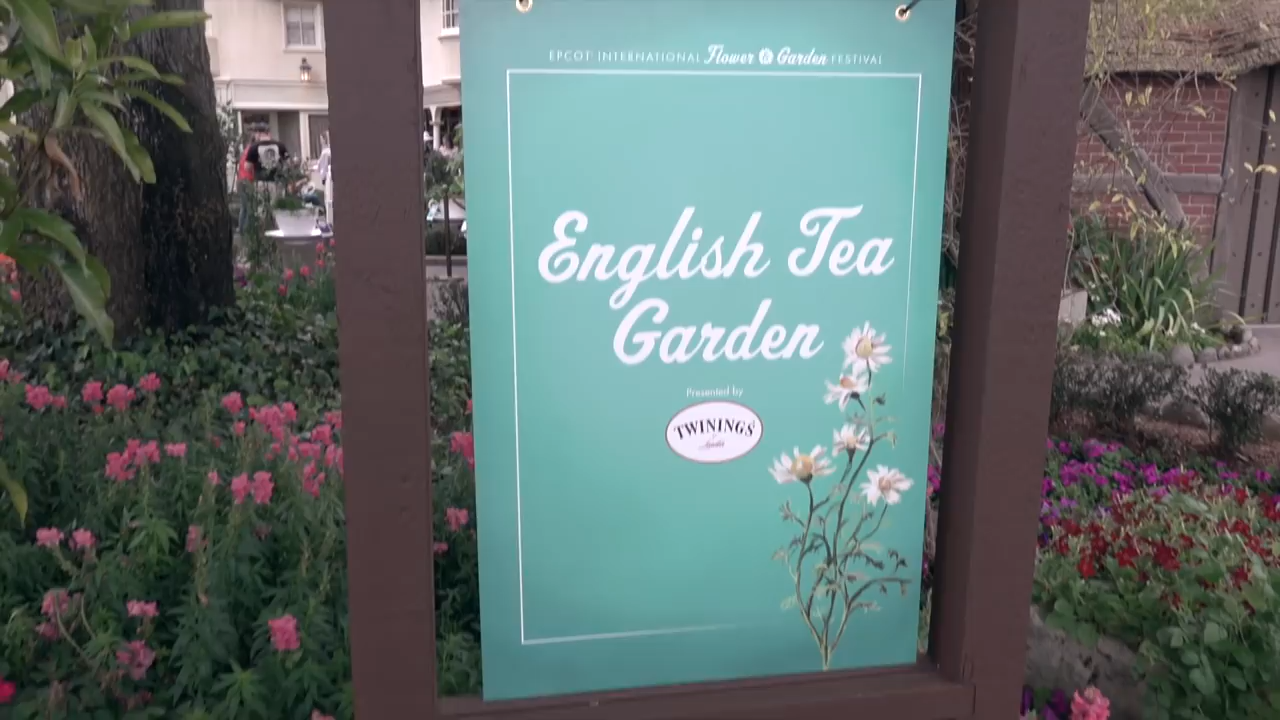 EPCOT INTERNATIONAL Flower & Garden FESTIVAL
English Tea
Garden
Presented by
TWININGS